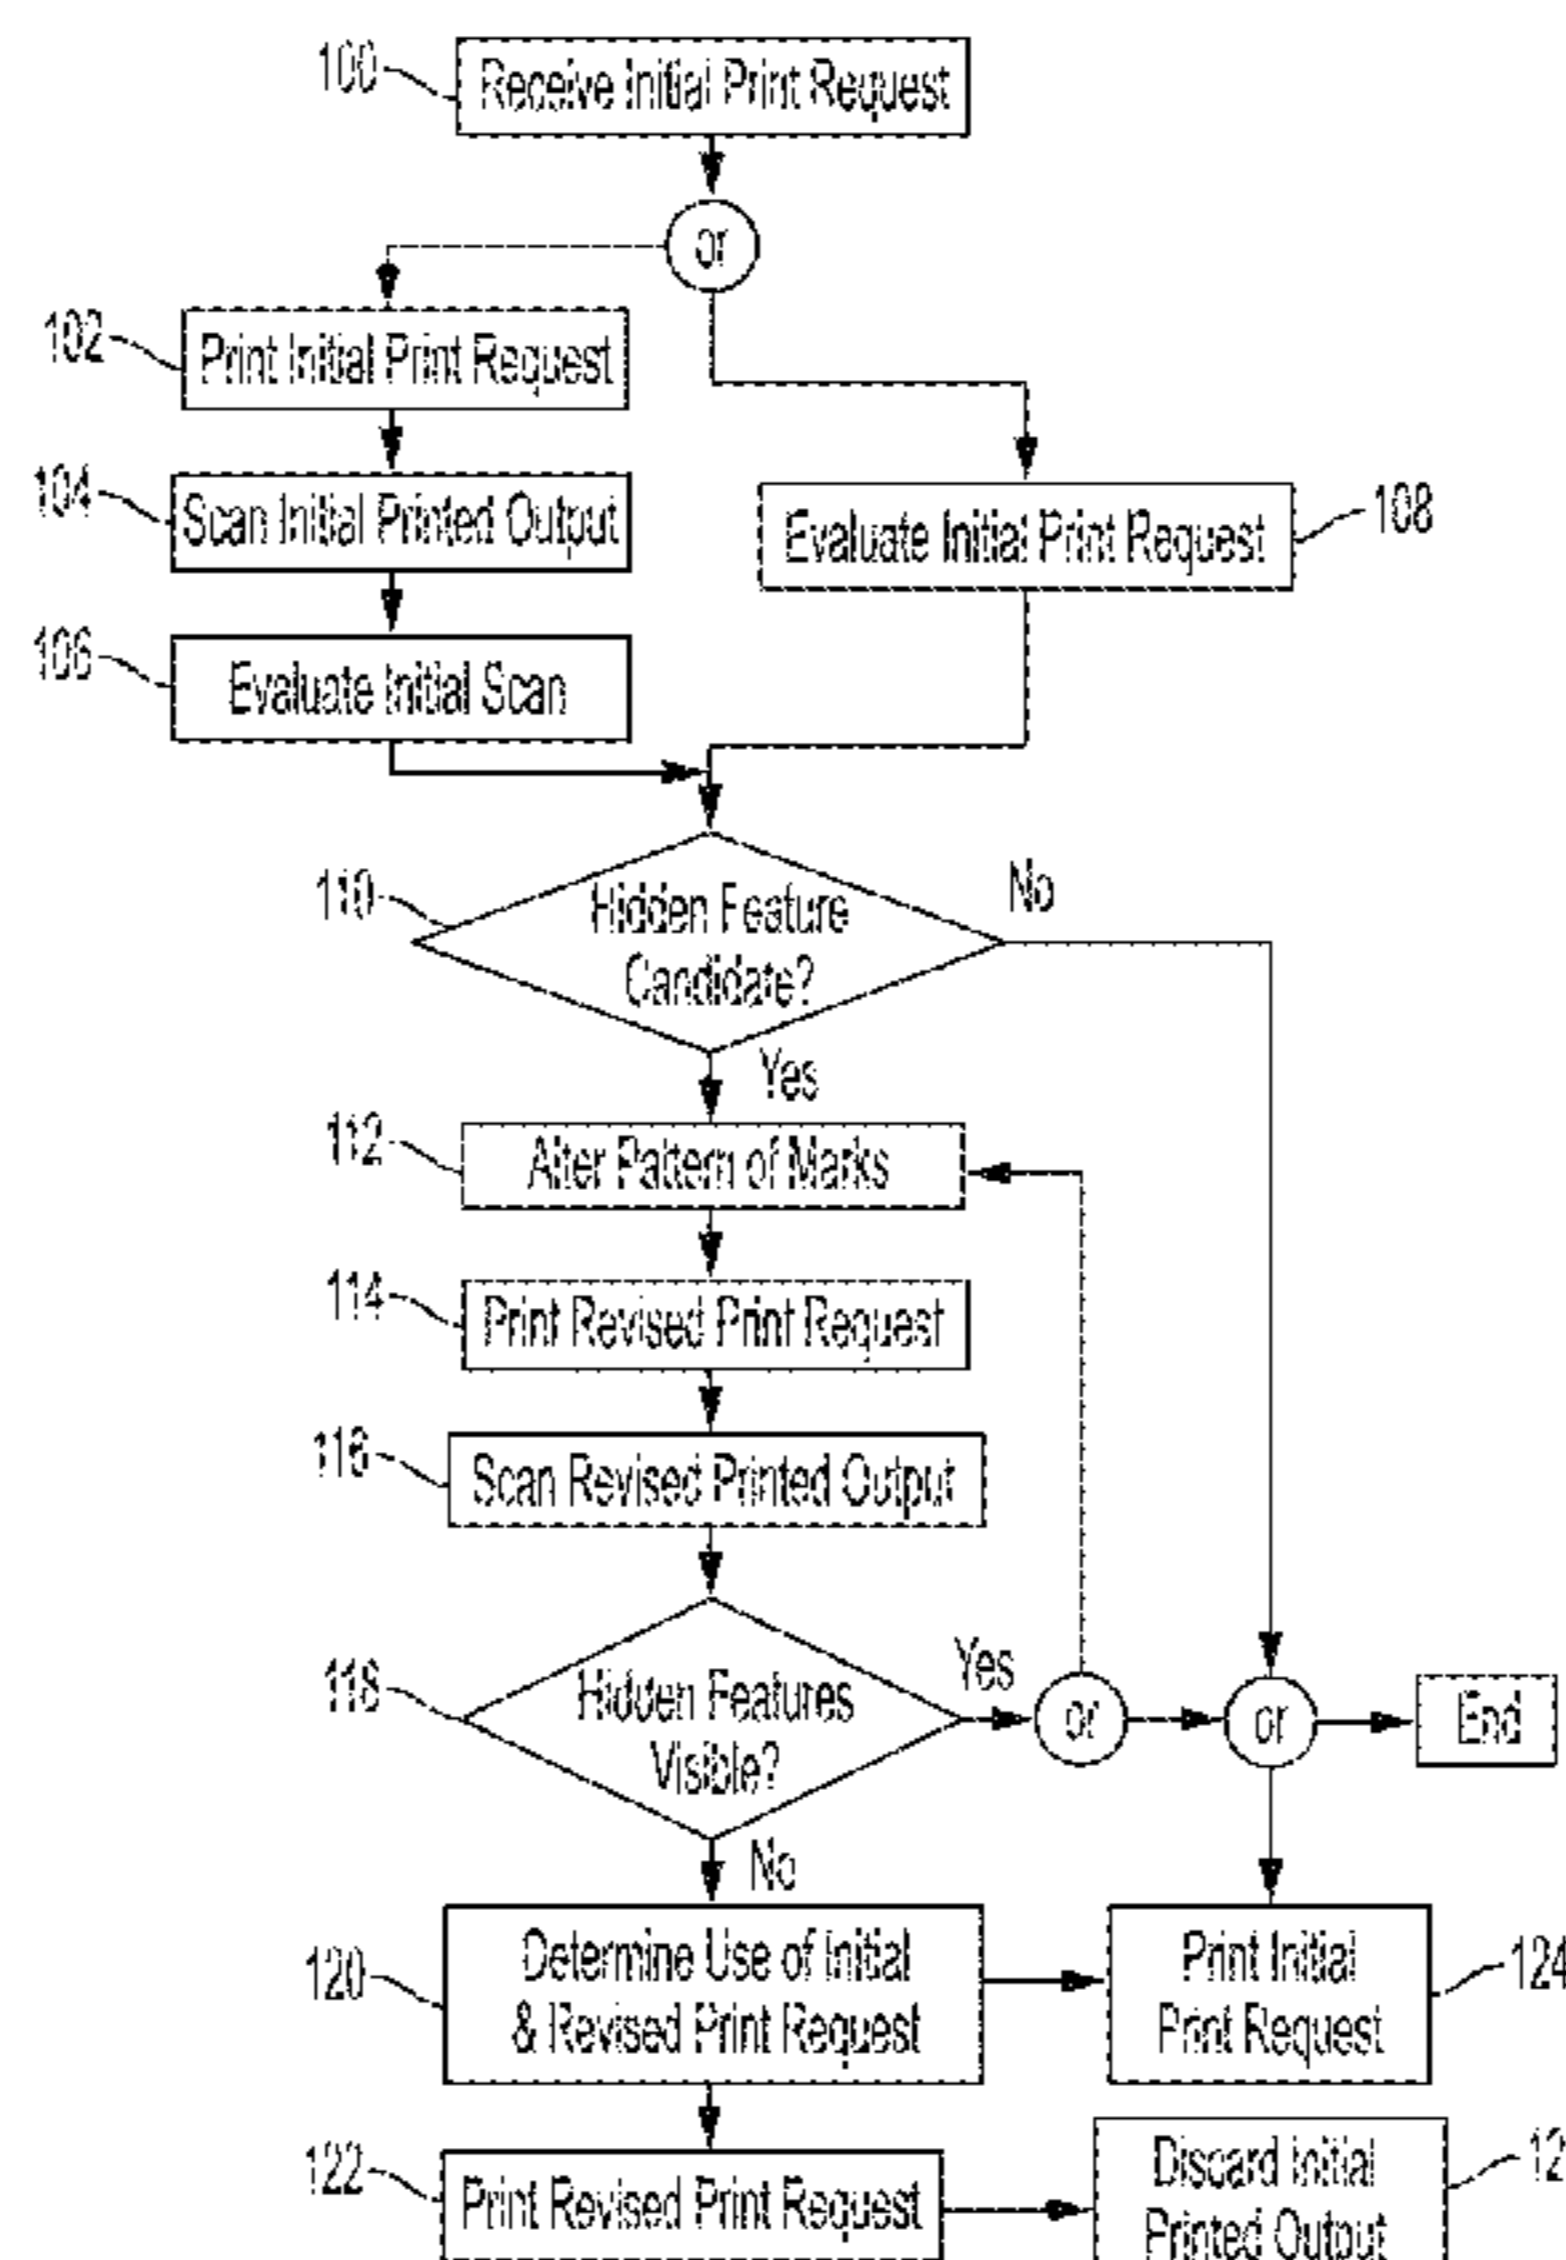 100
Receive Initial Print Request
or
102
Print Initial Print Request
104
Scan Initial Printed Output
Evaluate Initial Print Request
108
106
Evaluate Initial Scan
110
Hidden Feature
Candidate?
No
Yes
112
Alter Pattern of Marks
114
Print Revised Print Request
116
Scan Revised Printed Output
118
Hidden Features
Visible?
Yes
or
or
End
No
120
Determine Use of Initial
& Revised Print Request
Print Initial
Print Request
124
122
Print Revised Print Request
Discard Initial
Printed Output
12